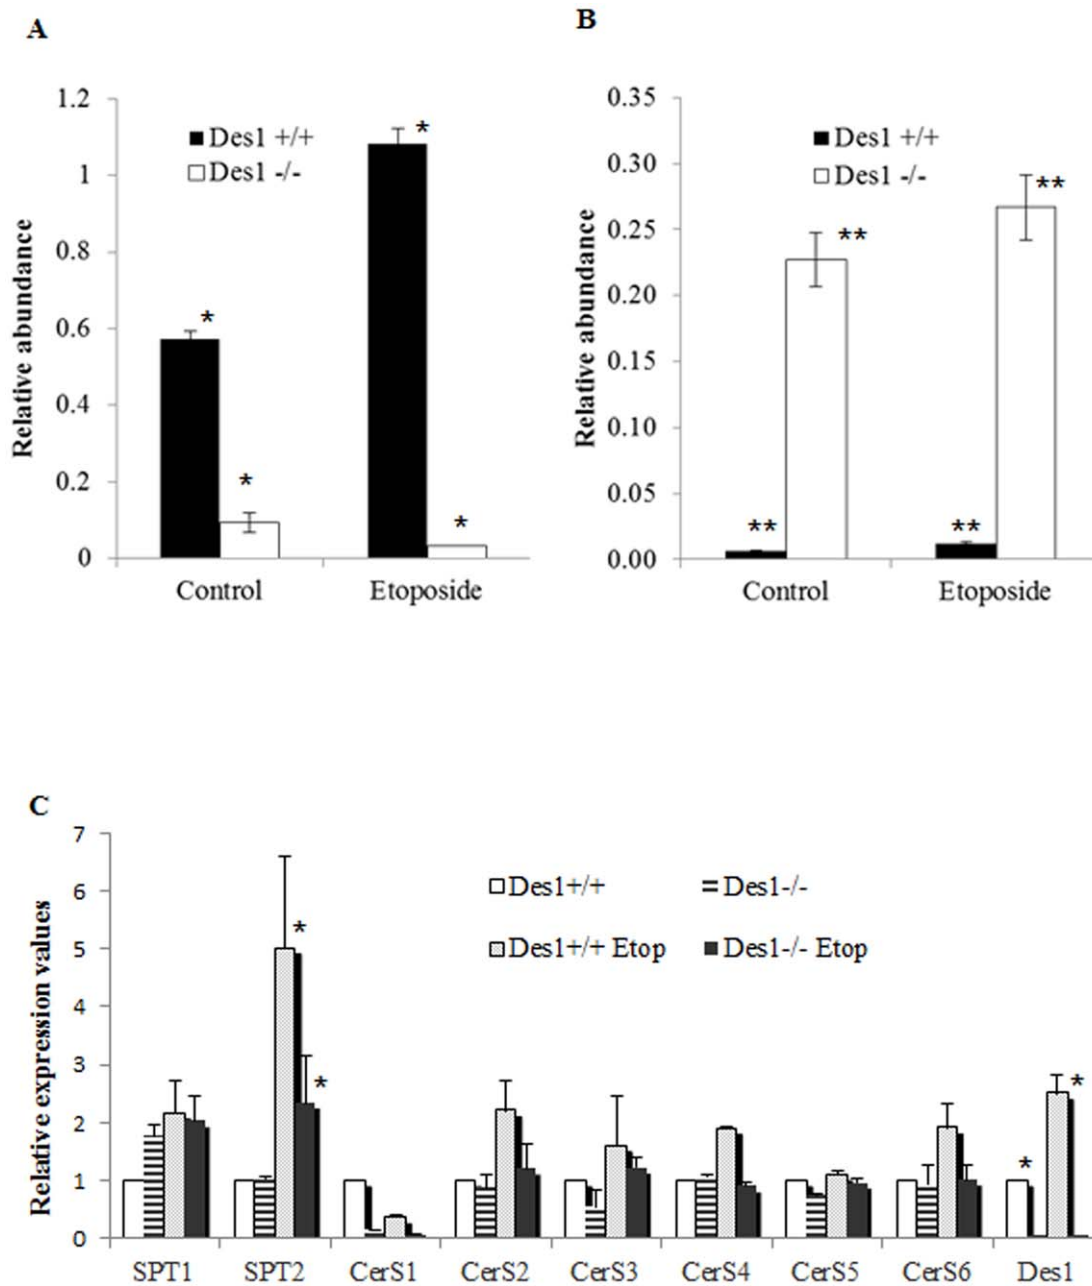 A
B
1.2
1
0.8
0.6
0.4
0.2
0
Relative abundance
Des1 +/+
Des1 -/-
*
*
*
*
Control
Etoposide
0.35
0.30
0.25
0.20
0.15
0.10
0.05
0.00
Relative abundance
Des1 +/+
Des1 -/-
**
**
**
**
Control
Etoposide
C
7
6
5
4
3
2
1
0
Relative expression values
Des1+/+
Des1-/-
Des1+/+ Etop
Des1-/- Etop
*
*
*
*
SPT1
SPT2
CerS1
CerS2
CerS3
CerS4
CerS5
CerS6
Des1